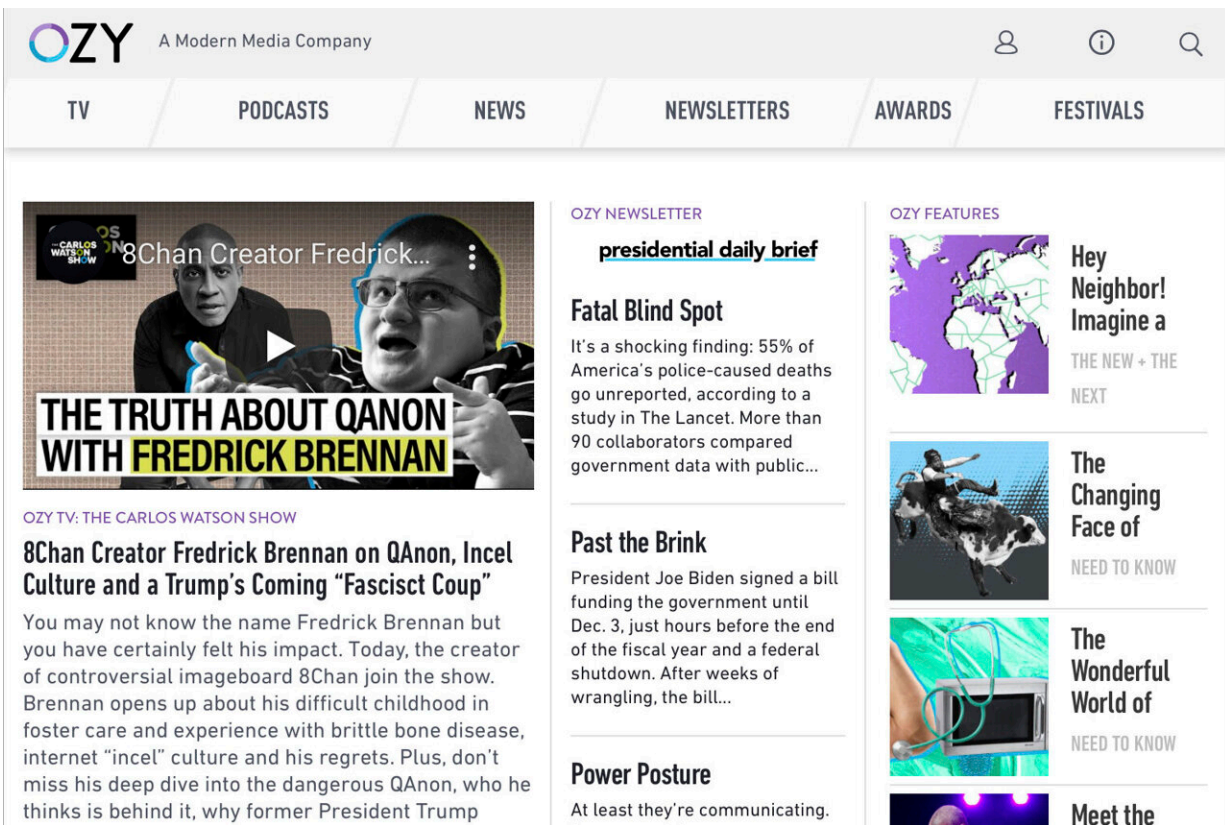 OZY
A Modern Media Company
TV
PODCASTS
NEWS
NEWSLETTERS
AWARDS
FESTIVALS
THE CARLOS WATSON SHOW
8Chan Creator Fredrick...
THE TRUTH ABOUT QANON
WITH FREDRICK BRENNAN
OZY TV: THE CARLOS WATSON SHOW
8Chan Creator Fredrick Brennan on QAnon, Incel
Culture and a Trump's Coming “Fascisct Coup”
You may not know the name Fredrick Brennan but
you have certainly felt his impact. Today, the creator
of controversial imageboard 8Chan join the show.
Brennan opens up about his difficult childhood in
foster care and experience with brittle bone disease,
internet “incel” culture and his regrets. Plus, don't
miss his deep dive into the dangerous QAnon, who he
thinks is behind it, why former President Trump
OZY NEWSLETTER
presidential daily brief
Fatal Blind Spot
It's a shocking finding: 55% of
America's police-caused deaths
go unreported, according to a
study in The Lancet. More than
90 collaborators compared
government data with public...
Past the Brink
President Joe Biden signed a bill
funding the government until
Dec. 3, just hours before the end
of the fiscal year and a federal
shutdown. After weeks of
wrangling, the bill...
Power Posture
At least they're communicating.
OZY FEATURES
Hey
Neighbor!
Imagine a
THE NEW + THE
NEXT
The
Changing
Face of
NEED TO KNOW
The
Wonderful
World of
NEED TO KNOW
Meet the